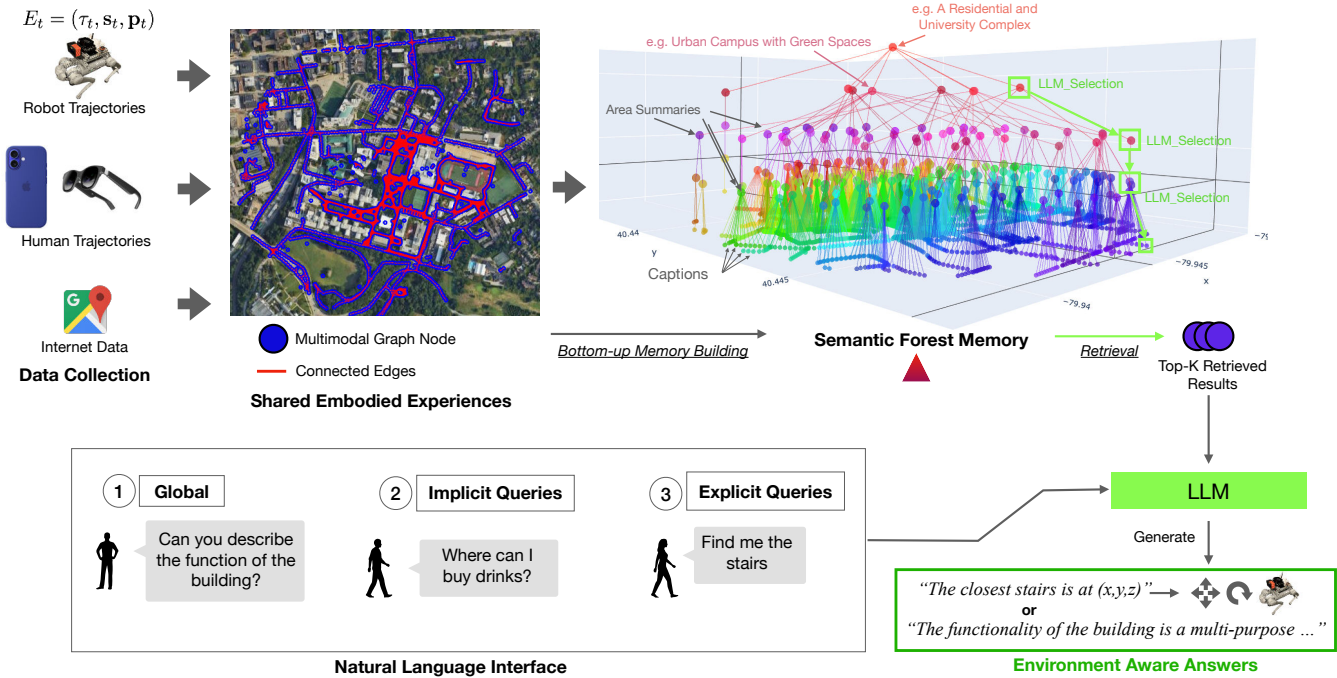 E_t = (τ_t, s_t, p_t)
Robot Trajectories
Human Trajectories
G
Internet Data
Data Collection
Multimodal Graph Node
Connected Edges
Shared Embodied Experiences
Bottom-up Memory Building
e.g. A Residential and
University Complex
e.g. Urban Campus with Green Spaces
Area Summaries
LLM_Selection
LLM_Selection
LLM_Selection
Captions
40.44
y
40.445
−79.94
x
−79.945
−79
Semantic Forest Memory
Retrieval
Top-K Retrieved
Results
1
Global
Can you describe
the function of the
building?
2
Implicit Queries
Where can I
buy drinks?
3
Explicit Queries
Find me the
stairs
Natural Language Interface
LLM
Generate
“The closest stairs is at (x,y,z)”
or
“The functionality of the building is a multi-purpose …”
Environment Aware Answers